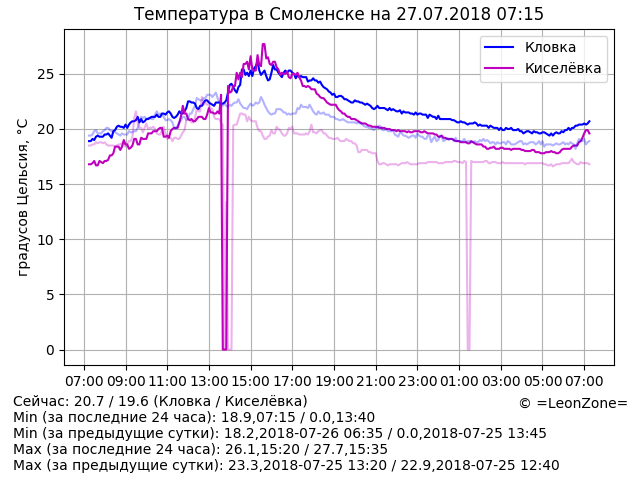 Температура в Смоленске на 27.07.2018 07:15
Кловка
Киселёвка
градусов Цельсия, °C
25
20
15
10
5
0
07:00 09:00 11:00 13:00 15:00 17:00 19:00 21:00 23:00 01:00 03:00 05:00 07:00
Сейчас: 20.7 / 19.6 (Кловка / Киселёвка)
© =LeonZone=
Min (за последние 24 часа): 18.9,07:15 / 0.0,13:40
Min (за предыдущие сутки): 18.2,2018-07-26 06:35 / 0.0,2018-07-25 13:45
Max (за последние 24 часа): 26.1,15:20 / 27.7,15:35
Max (за предыдущие сутки): 23.3,2018-07-25 13:20 / 22.9,2018-07-25 12:40